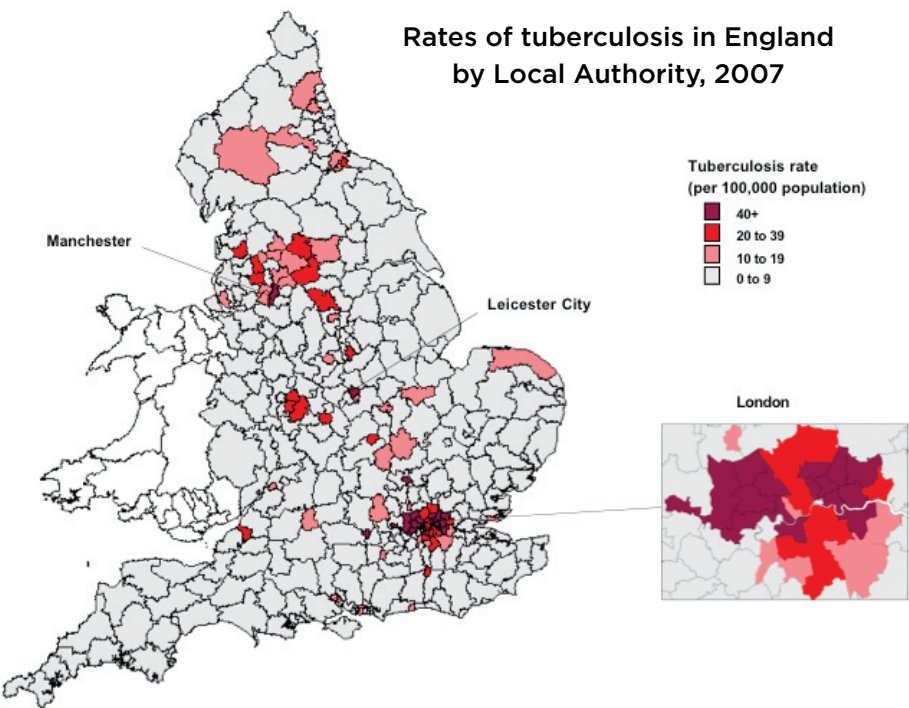 Rates of tuberculosis in England
by Local Authority, 2007
Tuberculosis rate
(per 100,000 population)
40+
20 to 39
10 to 19
0 to 9
Manchester
Leicester City
London